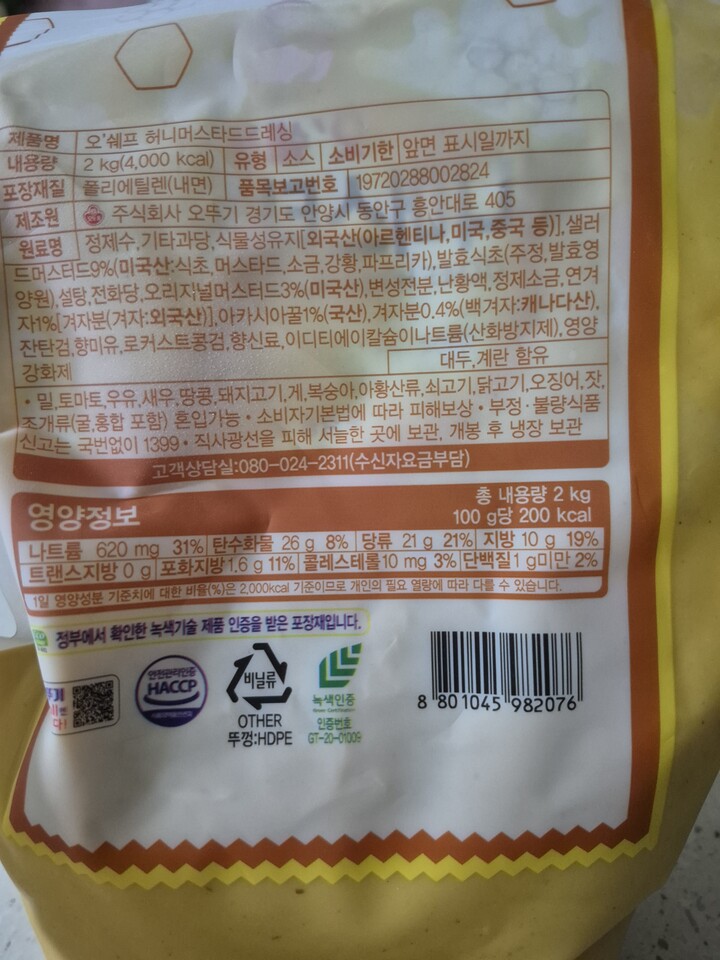 제품명 오'쉐프 허니머스타드드레싱
내용량 2 kg(4,000 kcal) 유형 소스 소비기한 앞면 표시일까지
포장재질 폴리에틸렌(내면) 품목보고번호 19720288002824
제조원 주식회사 오뚜기 경기도 안양시 동안구 흥안대로 405
원료명 정제수,기타과당,식물성유지[외국산(아르헨티나,미국,중국 등)],샐러
드머스터드9%(미국산:식초,머스타드,소금,강황,파프리카),발효식초(주정,발효영
양원),설탕,전화당,오리지널머스터드3%(미국산),변성전분,난황액,정제소금,연겨
자1%[겨자분(겨자:외국산)],아카시아꿀1%(국산),겨자분0.4%(백겨자:캐나다산),
잔탄검,향미유,로커스트콩검,향신료,이디티에이칼슘이나트륨(산화방지제),영양
강화제 대두,계란 함유
• 밀,토마토,우유,새우,땅콩,돼지고기,게,복숭아,아황산류,쇠고기,닭고기,오징어,잣,
조개류(굴,홍합 포함) 혼입가능 • 소비자기본법에 따라 피해보상 • 부정·불량식품
신고는 국번없이 1399 • 직사광선을 피해 서늘한 곳에 보관, 개봉 후 냉장 보관
고객상담실:080-024-2311(수신자요금부담)
영양정보 총 내용량 2 kg
100 g당 200 kcal
나트륨 620 mg 31% 탄수화물 26 g 8% 당류 21 g 21% 지방 10 g 19%
트랜스지방 0 g 포화지방 1.6 g 11% 콜레스테롤 10 mg 3% 단백질 1 g미만 2%
1일 영양성분 기준치에 대한 비율(%)은 2,000kcal 기준이므로 개인의 필요 열량에 따라 다를 수 있습니다.
정부에서 확인한 녹색기술 제품 인증을 받은 포장재입니다.
안전관리인증
HACCP
비닐류
OTHER
뚜껑:HDPE
녹색인증
인증번호
GT-20-01009
8 801045 982076